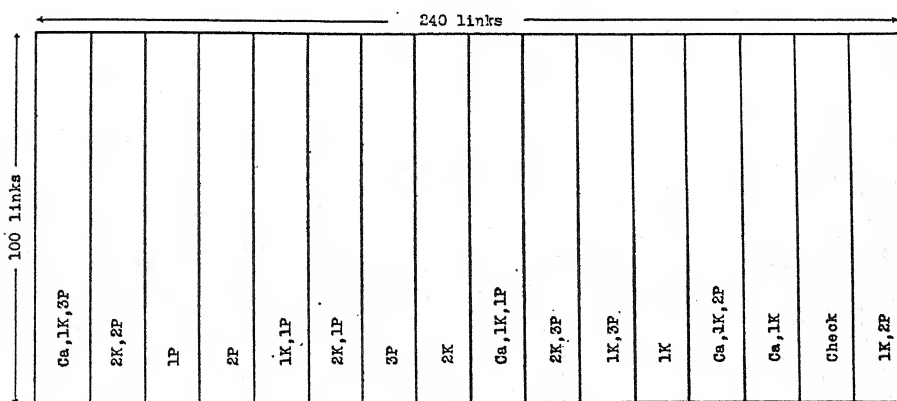 240 links
100 links
Ca,1K,3P
2K,2P
1P
2P
1K,1P
2K,1P
3P
2K
Ca,1K,1P
2K,3P
1K,3P
1K
Ca,1K,2P
Ca,1K
Check
1K,2P